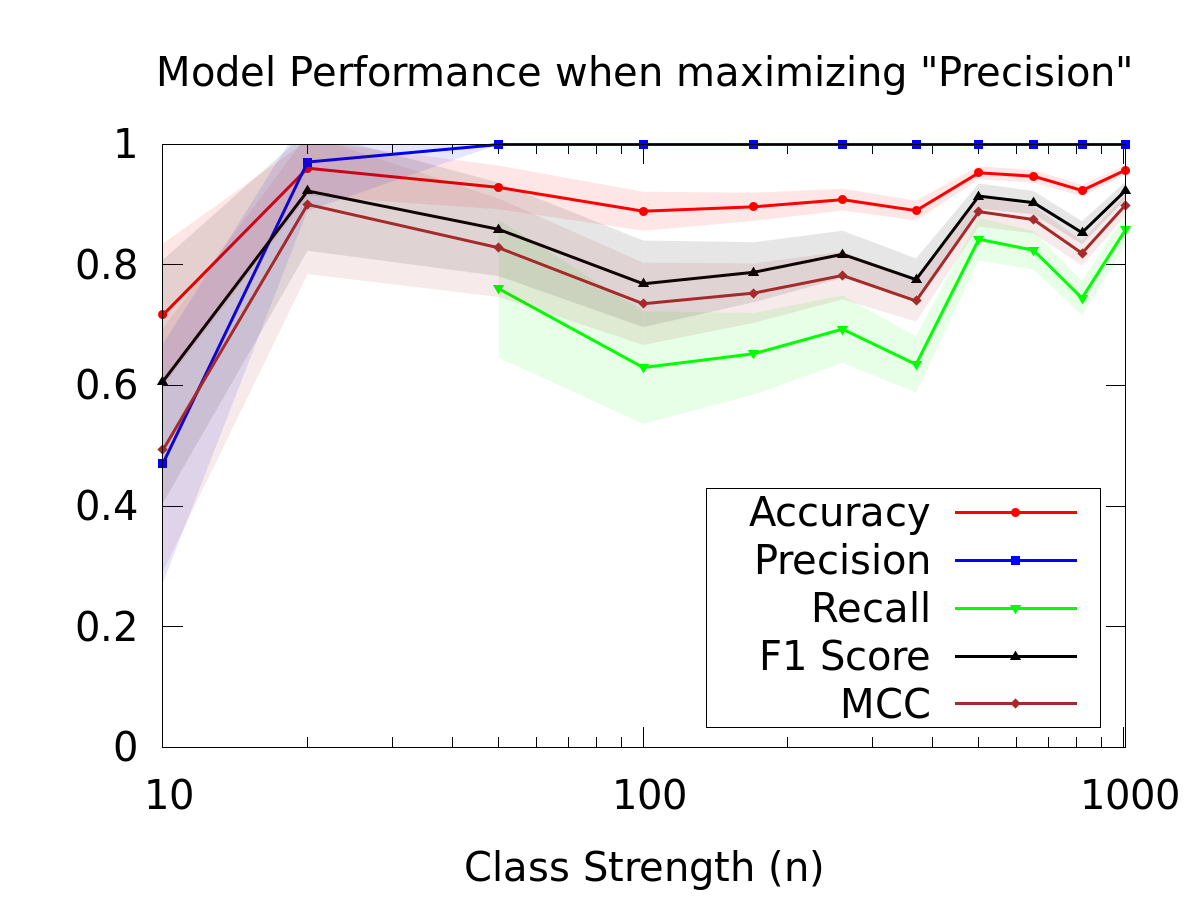 Model Performance when maximizing "Precision"
1
0.8
0.6
0.4
0.2
0
Accuracy
Precision
Recall
F1 Score
MCC
10 100 1000
Class Strength (n)